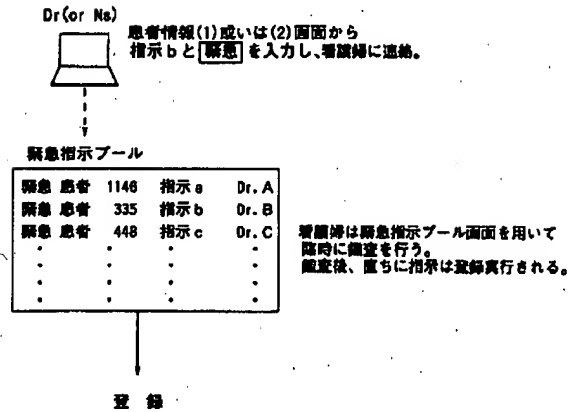 Dr(or Ns)
患者情報(1)或いは(2)画面から
指示bと 緊急 を入力し、看護婦に連絡。
緊急指示プール
緊急 患者 1146 指示a Dr. A
緊急 患者 335 指示b Dr. B
緊急 患者 448 指示c Dr. C
看護婦は緊急指示プール画面を用いて
臨時に鑑査を行う。
鑑査後、直ちに指示は登録実行される。
登 録